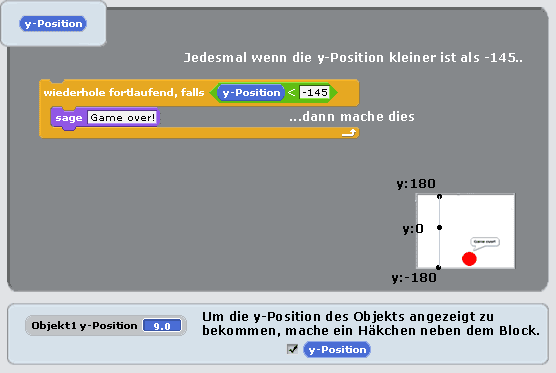 y-Position
Jedesmal wenn die y-Position kleiner ist als -145..
wiederhole fortlaufend, falls y-Position < -145
sage Game over!
...dann mache dies
y:180
y:0
Game over!
y:-180
Objekt1 y-Position 9.0
Um die y-Position des Objekts angezeigt zu
bekommen, mache ein Häkchen neben dem Block.
y-Position